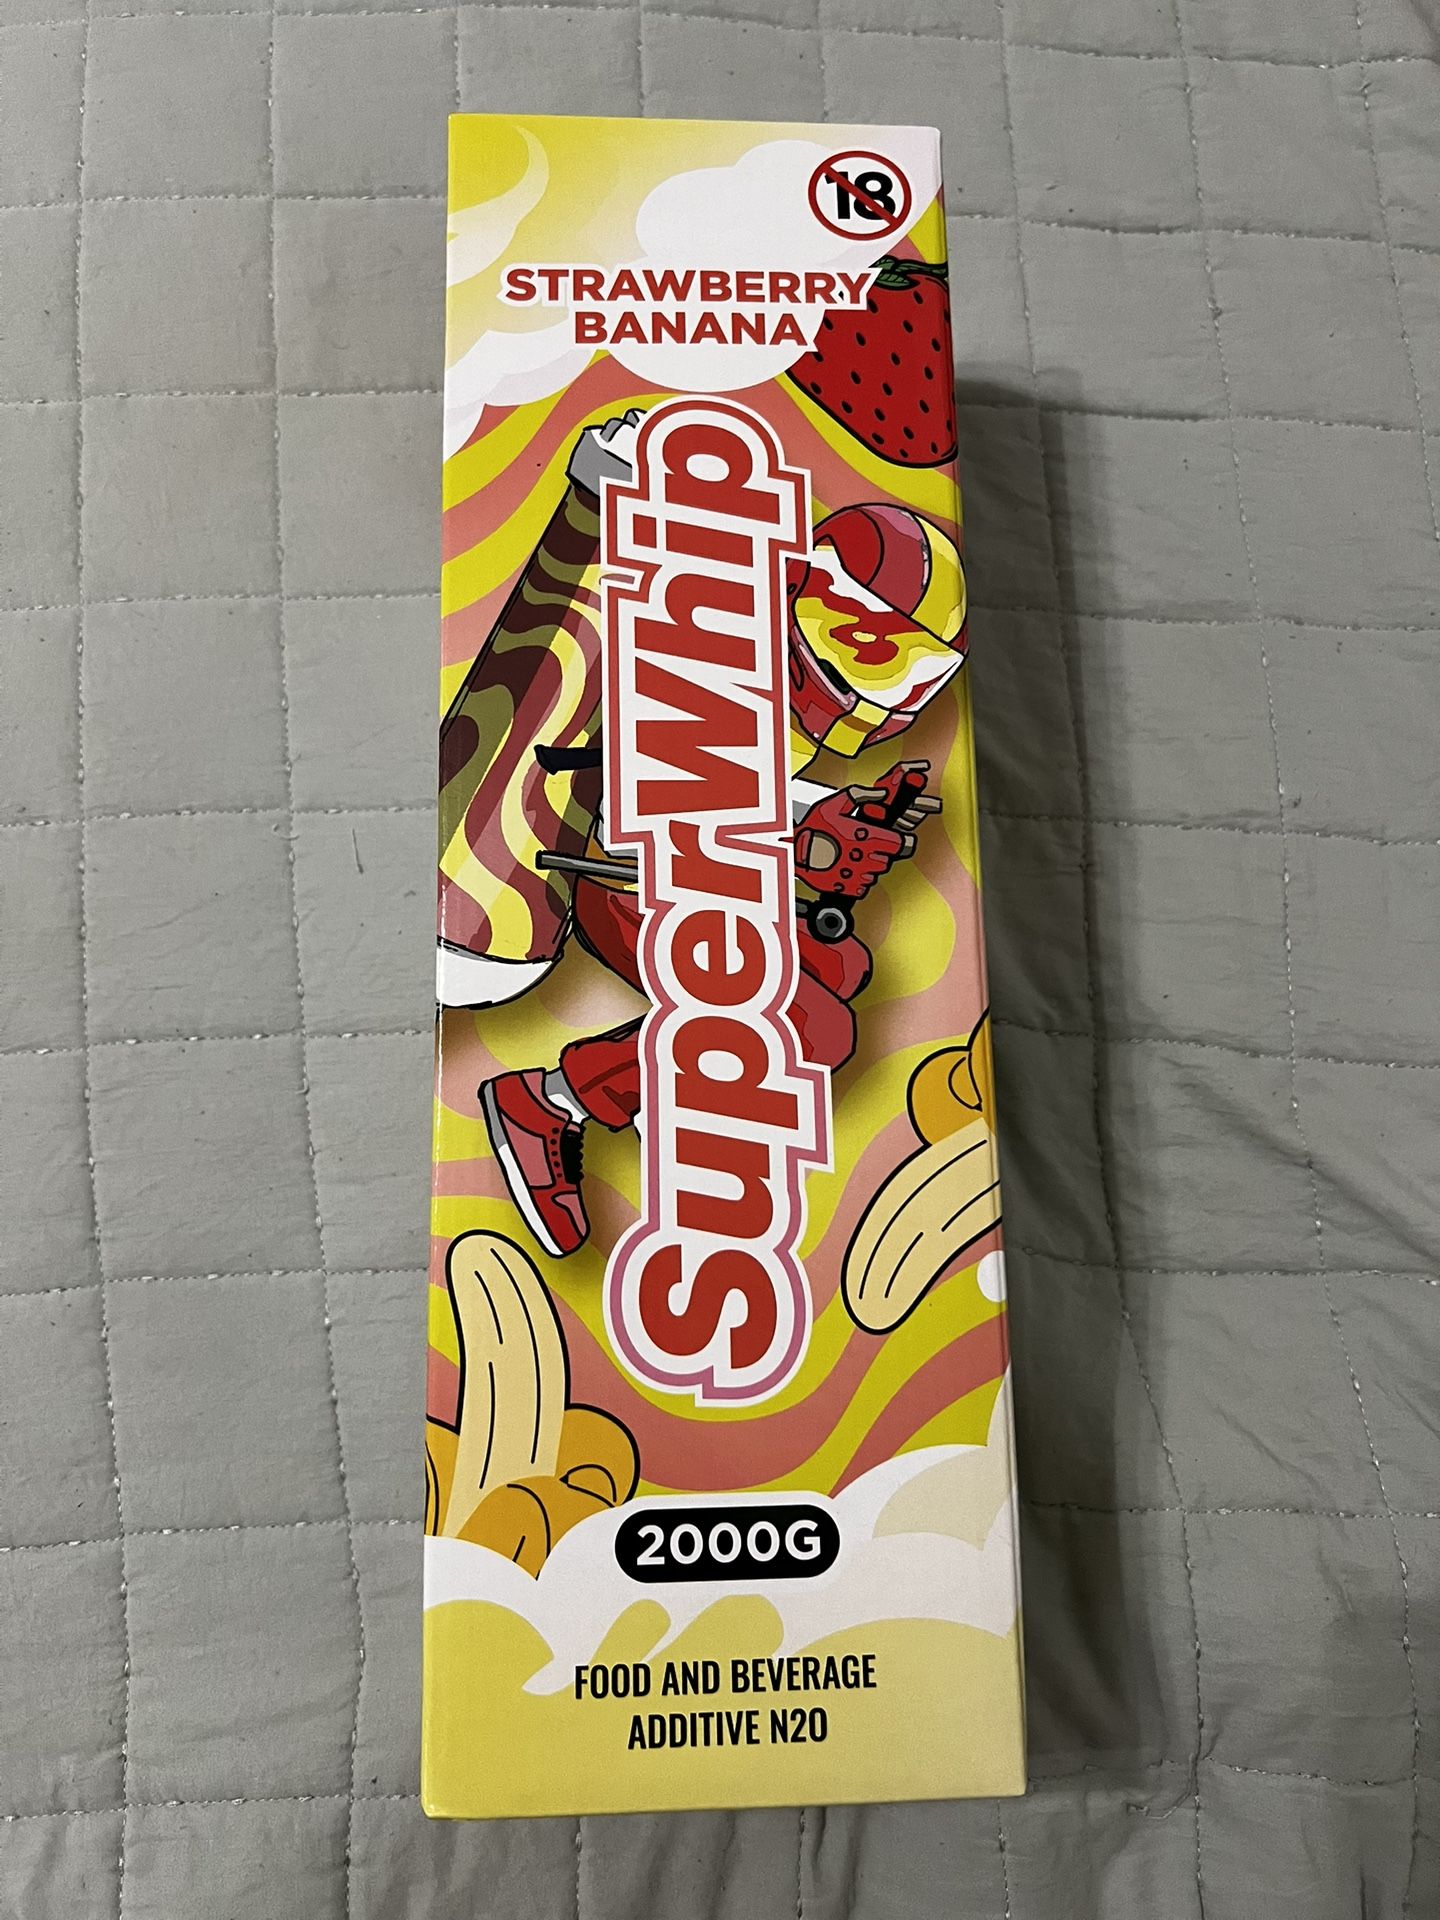 18
STRAWBERRY
BANANA
SuperWhip
2000G
FOOD AND BEVERAGE
ADDITIVE N2O